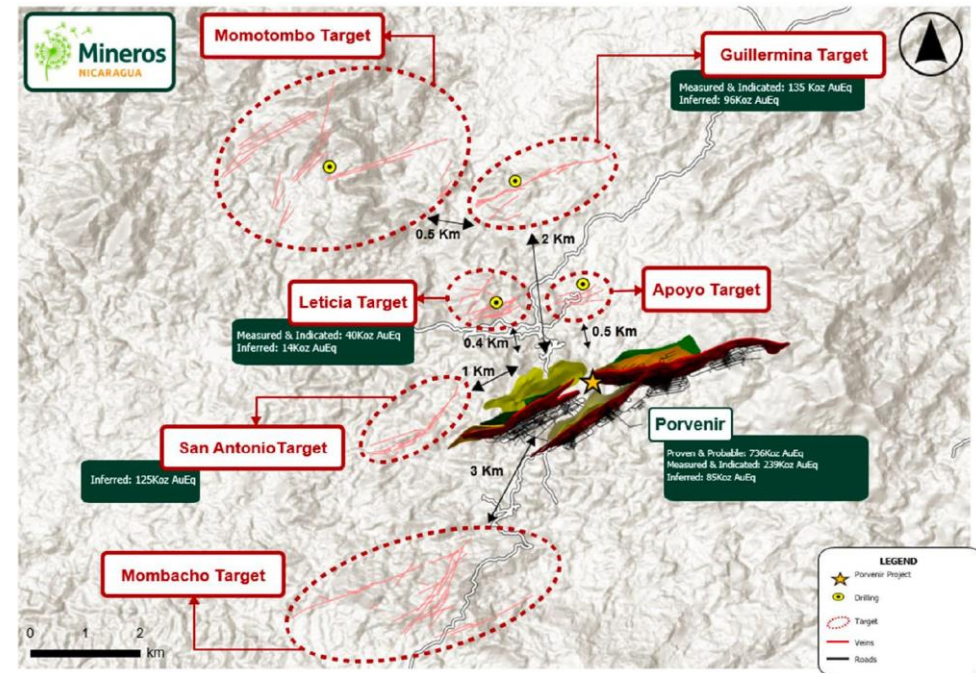 Mineros
NICARAGUA
Momotombo Target
Guillermina Target
Measured & Indicated: 135 Koz AuEq
Inferred: 96Koz AuEq
0.5 Km
2 Km
Leticia Target
Measured & Indicated: 40Koz AuEq
Inferred: 14Koz AuEq
Apoyo Target
0.4 Km
0.5 Km
1 Km
San AntonioTarget
Inferred: 125Koz AuEq
Porvenir
Proven & Probable: 736Koz AuEq
Measured & Indicated: 239Koz AuEq
Inferred: 85Koz AuEq
3 Km
Mombacho Target
0 1 2
km
LEGEND
Porvenir Project
Drilling
Target
Veins
Roads